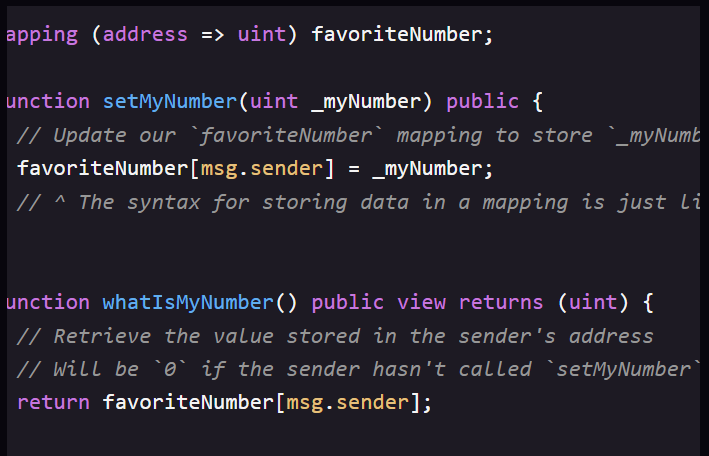 apping (address => uint) favoriteNumber;
unction setMyNumber(uint _myNumber) public {
// Update our `favoriteNumber` mapping to store `_myNumb
favoriteNumber[msg.sender] = _myNumber;
// ^ The syntax for storing data in a mapping is just li
unction whatIsMyNumber() public view returns (uint) {
// Retrieve the value stored in the sender's address
// Will be `0` if the sender hasn't called `setMyNumber`
return favoriteNumber[msg.sender];